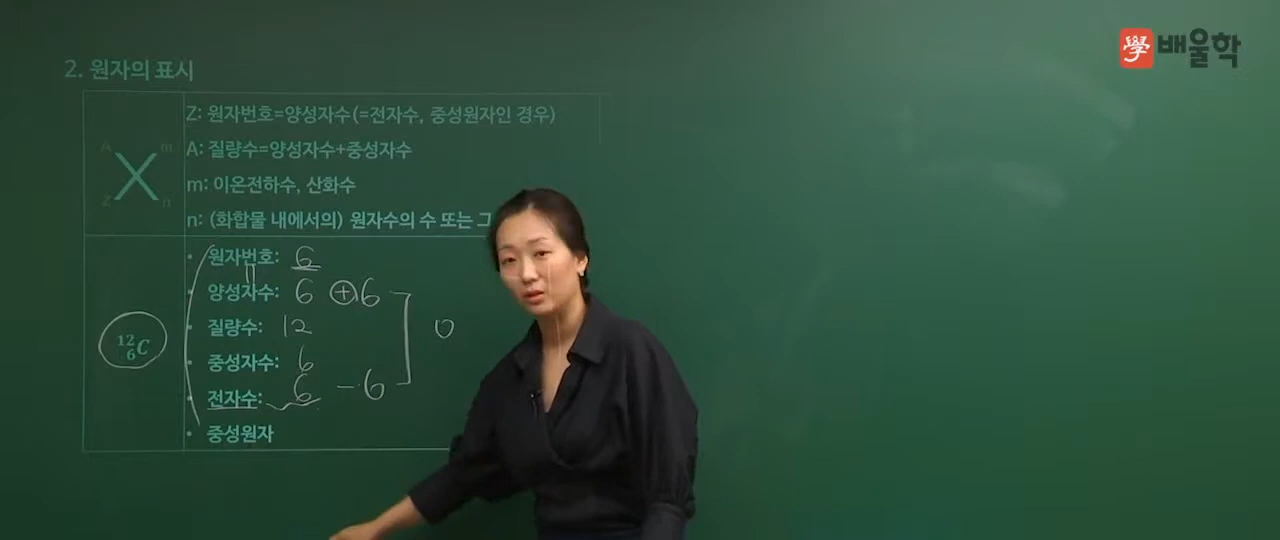 學 배울학
2. 원자의 표시
Z: 원자번호=양성자수(=전자수, 중성원자인 경우)
A m
X
Z n
A: 질량수=양성자수+중성자수
m: 이온전하수, 산화수
n: (화합물 내에서의) 원자수의 수 또는 그
• 원자번호: 6
• 양성자수: 6 +6
• 질량수: 12 0
12
6 C
• 중성자수: 6
• 전자수: 6 -6
• 중성원자